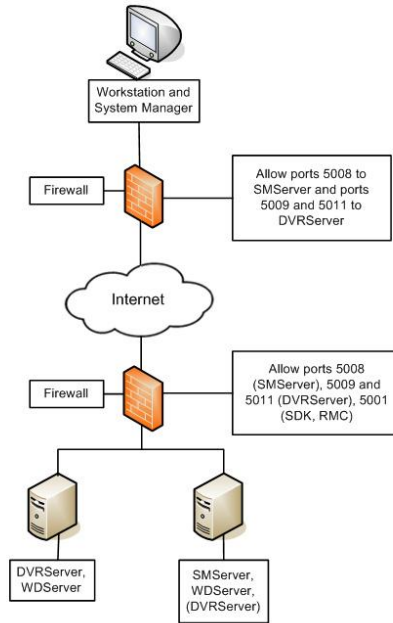 Workstation and
System Manager
Firewall
Allow ports 5008 to
SMServer and ports
5009 and 5011 to
DVRServer
Internet
Firewall
Allow ports 5008
(SMServer), 5009 and
5011 (DVRServer), 5001
(SDK, RMC)
DVRServer,
WDServer
SMServer,
WDServer,
(DVRServer)